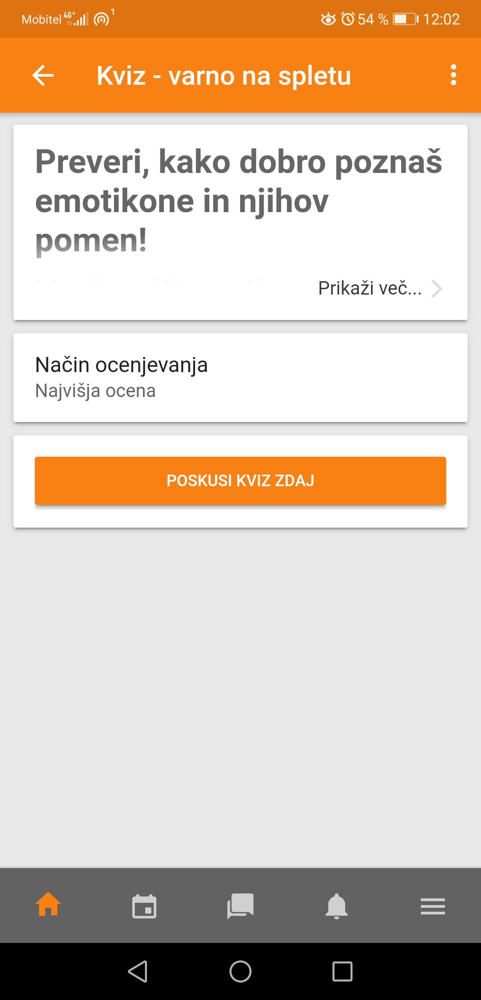 Mobitel 4G+ 1 54 % 12:02
Kviz - varno na spletu
Preveri, kako dobro poznaš
emotikone in njihov
pomen!
Prikaži več...
Način ocenjevanja
Najvišja ocena
POSKUSI KVIZ ZDAJ